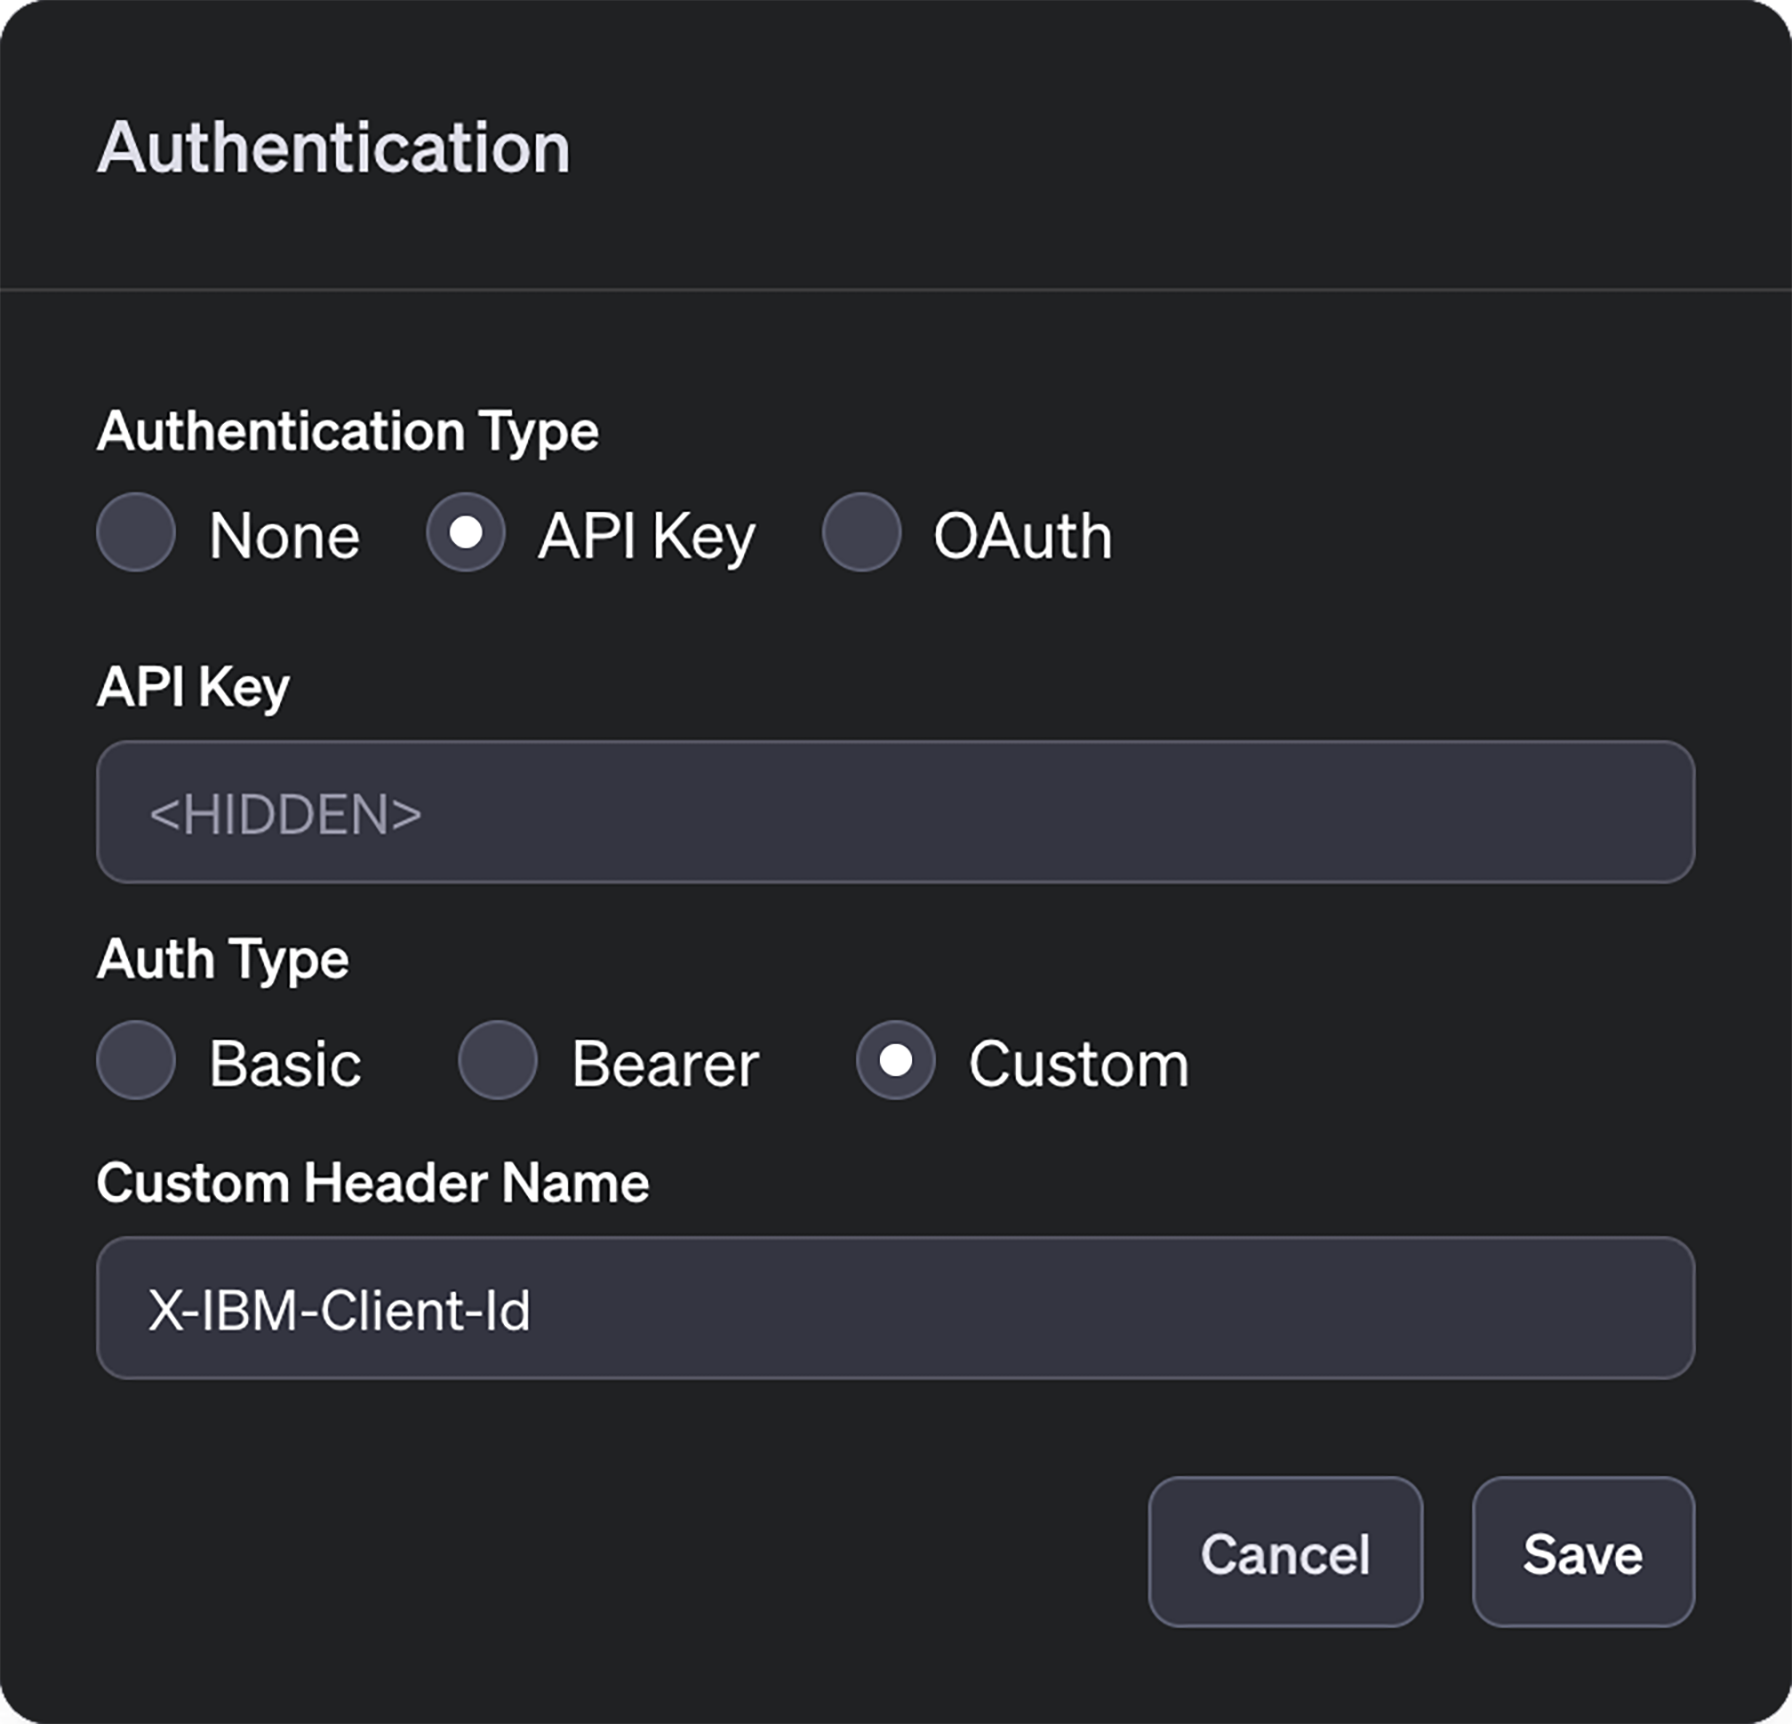 Authentication
Authentication Type
None API Key OAuth
API Key
<HIDDEN>
Auth Type
Basic Bearer Custom
Custom Header Name
X-IBM-Client-Id
Cancel Save